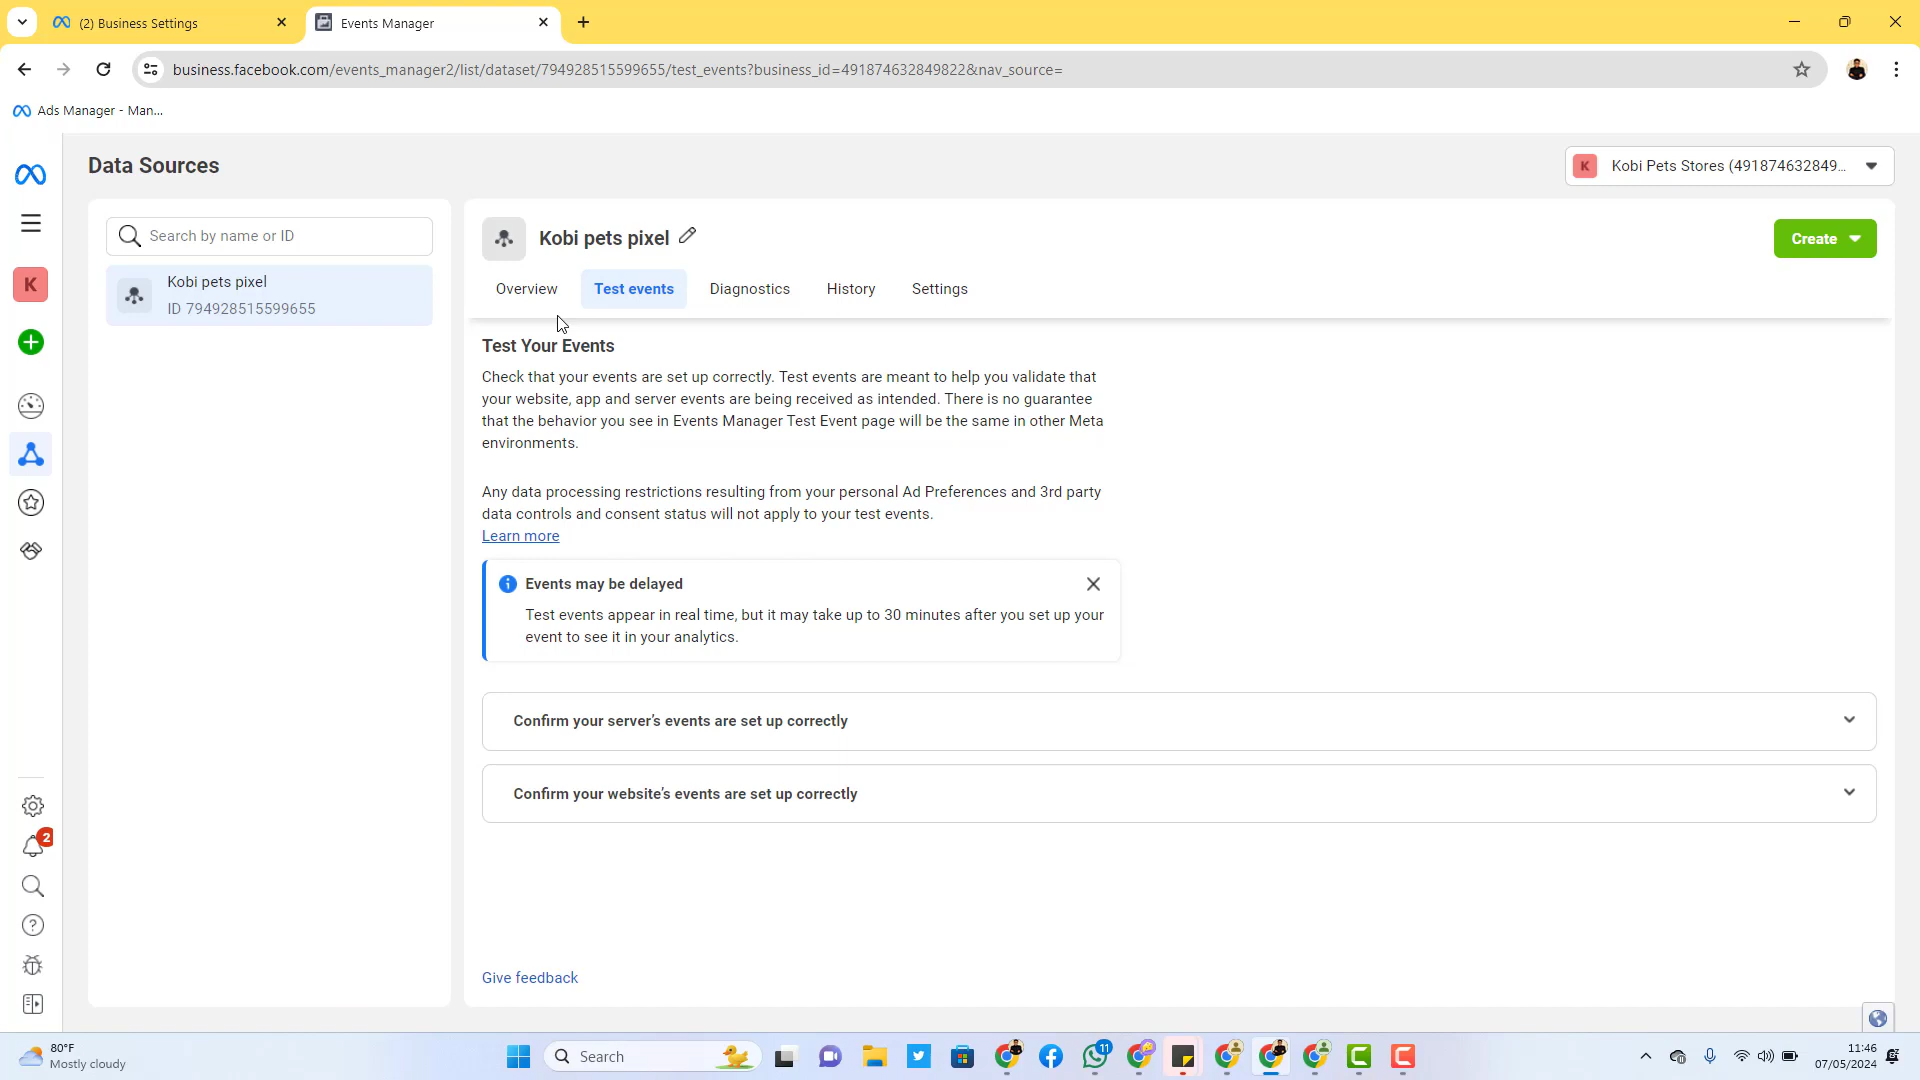 (2) Business Settings
Events Manager
business.facebook.com/events_manager2/list/dataset/794928515599655/test_events?business_id=491874632849822&nav_source=
Ads Manager - Man...
Data Sources
K
Kobi Pets Stores (491874632849...
Search by name or ID
Kobi pets pixel
ID 794928515599655
K
Kobi pets pixel
Create
Overview
Test events
Diagnostics
History
Settings
Test Your Events
Check that your events are set up correctly. Test events are meant to help you validate that
your website, app and server events are being received as intended. There is no guarantee
that the behavior you see in Events Manager Test Event page will be the same in other Meta
environments.
Any data processing restrictions resulting from your personal Ad Preferences and 3rd party
data controls and consent status will not apply to your test events.
Learn more
Events may be delayed
Test events appear in real time, but it may take up to 30 minutes after you set up your
event to see it in your analytics.
Confirm your server’s events are set up correctly
Confirm your website’s events are set up correctly
2
Give feedback
80°F
Mostly cloudy
Search
11
11:46
07/05/2024